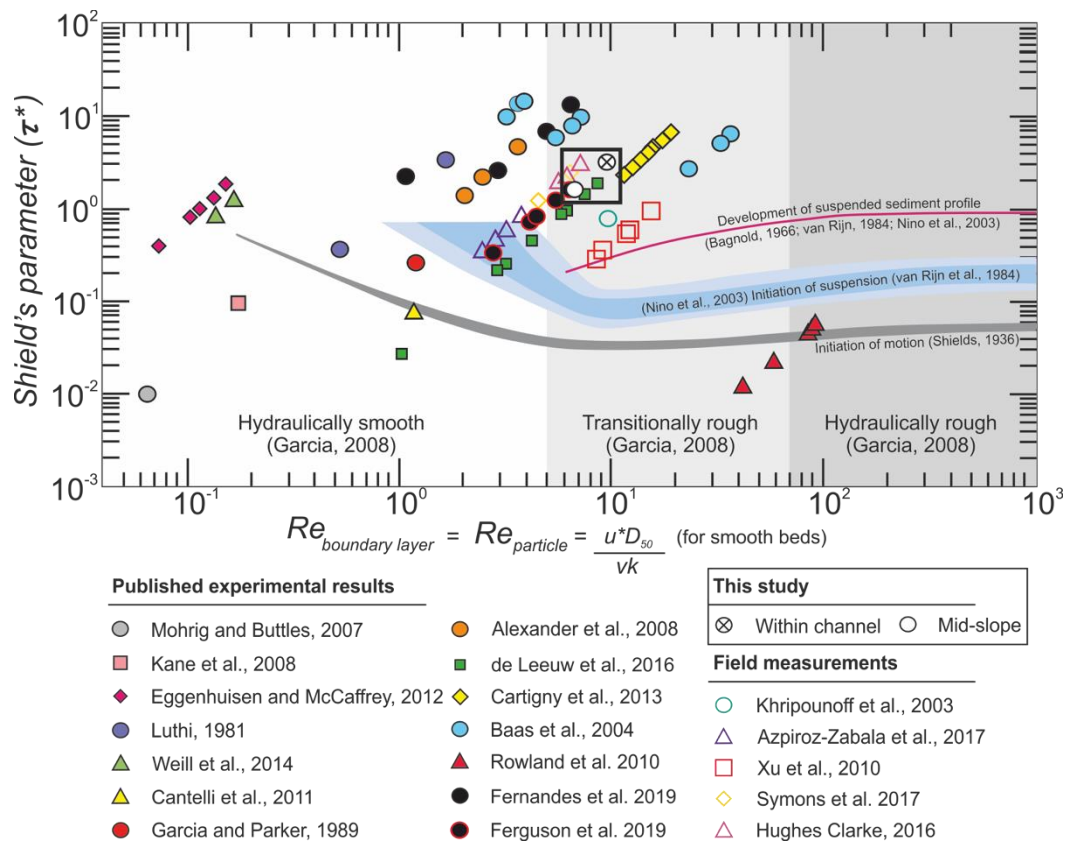 10²
10¹
10⁰
10⁻¹
10⁻²
10⁻³
Shield's parameter (τ*)
Development of suspended sediment profile
(Bagnold, 1966; van Rijn, 1984; Nino et al., 2003)
(Nino et al., 2003) Initiation of suspension (van Rijn et al., 1984)
Initiation of motion (Shields, 1936)
Hydraulically smooth
(Garcia, 2008)
Transitionally rough
(Garcia, 2008)
Hydraulically rough
(Garcia, 2008)
10⁻¹ 10⁰ 10¹ 10² 10³
Re boundary layer = Re particle = u*D₅₀ (for smooth beds)
vk
Published experimental results
Mohrig and Buttles, 2007
Kane et al., 2008
Eggenhuisen and McCaffrey, 2012
Luthi, 1981
Weill et al., 2014
Cantelli et al., 2011
Garcia and Parker, 1989
Alexander et al., 2008
de Leeuw et al., 2016
Cartigny et al., 2013
Baas et al., 2004
Rowland et al. 2010
Fernandes et al. 2019
Ferguson et al. 2019
This study
Within channel Mid-slope
Field measurements
Khripounoff et al., 2003
Azpiroz-Zabala et al., 2017
Xu et al., 2010
Symons et al. 2017
Hughes Clarke, 2016